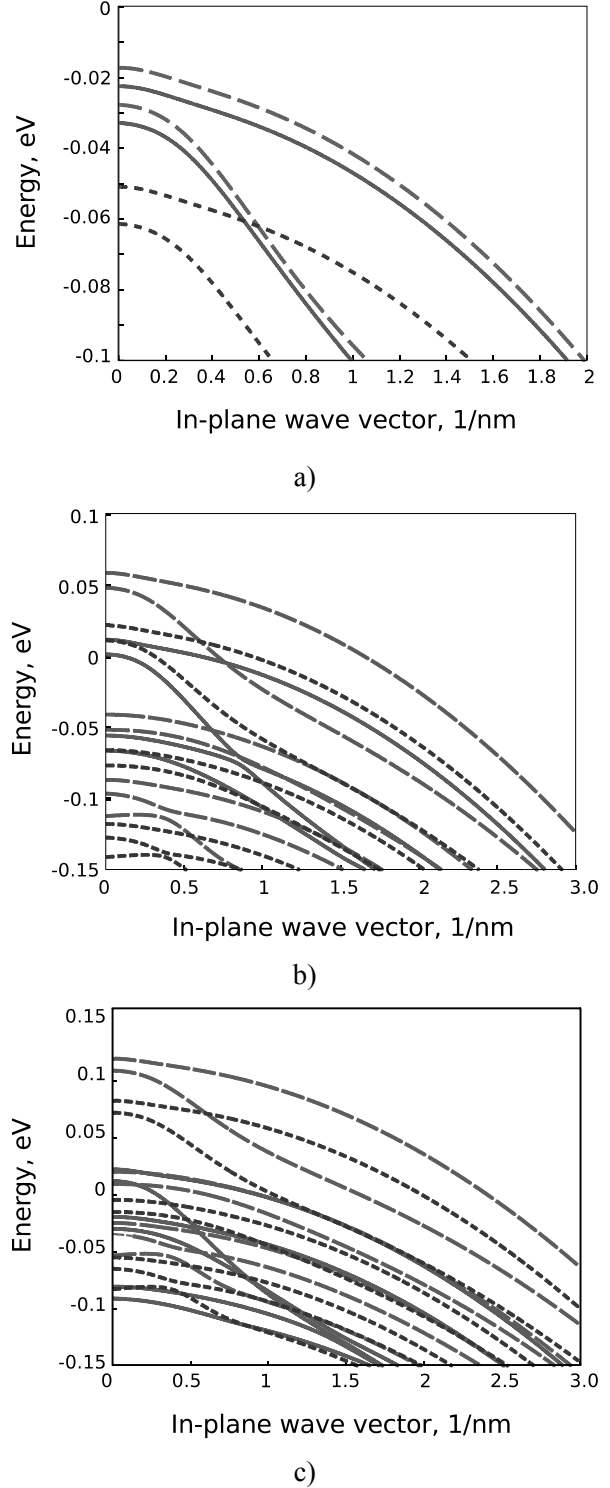 0
-0.02
-0.04
-0.06
-0.08
-0.1
Energy, eV
0 0.2 0.4 0.6 0.8 1 1.2 1.4 1.6 1.8 2
In-plane wave vector, 1/nm
a)
0.1
0.05
0
-0.05
-0.1
-0.15
Energy, eV
0 0.5 1 1.5 2 2.5 3.0
In-plane wave vector, 1/nm
b)
0.15
0.1
0.05
0
-0.05
-0.1
-0.15
Energy, eV
0 0.5 1 1.5 2 2.5 3.0
In-plane wave vector, 1/nm
c)